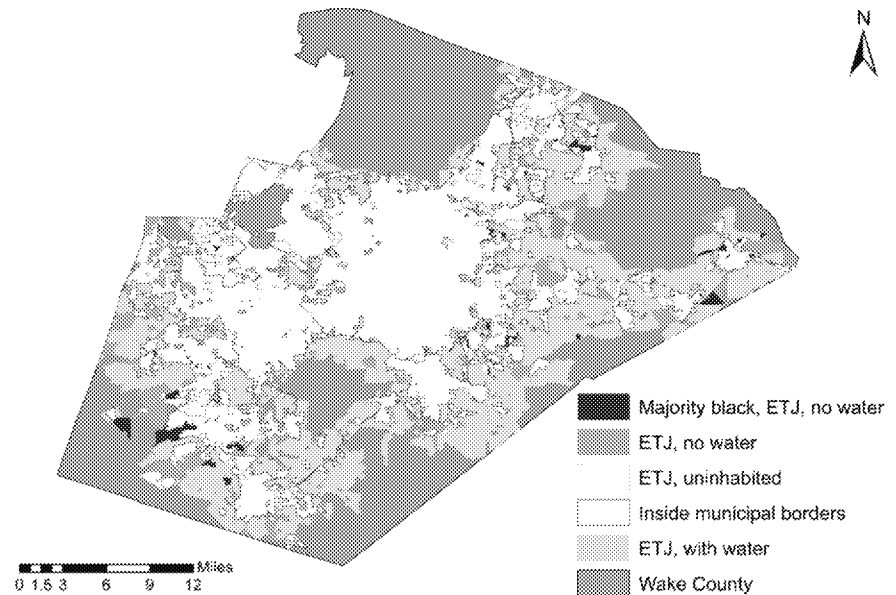 N
Majority black, ETJ, no water
ETJ, no water
ETJ, uninhabited
Inside municipal borders
ETJ, with water
Wake County
Miles
0 1.5 3 6 9 12